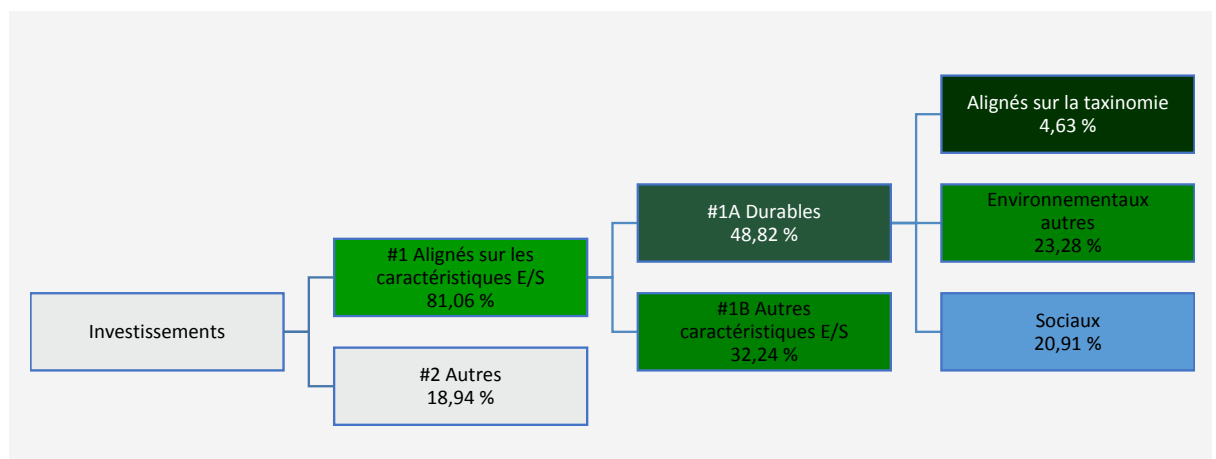 Investissements
#1 Alignés sur les
caractéristiques E/S
81,06 %
#2 Autres
18,94 %
#1A Durables
48,82 %
#1B Autres
caractéristiques E/S
32,24 %
Alignés sur la taxinomie
4,63 %
Environnementaux
autres
23,28 %
Sociaux
20,91 %